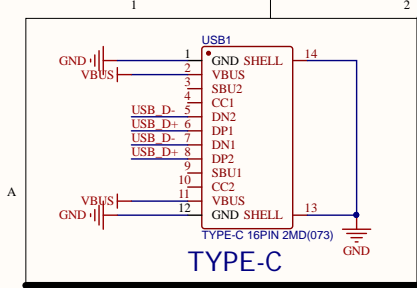 1 2
A
USB1
GND 1 GND SHELL 14
VBUS 2 VBUS
3 SBU2
4 CC1
USB_D- 5 DN2
USB_D+ 6 DP1
USB_D- 7 DN1
USB_D+ 8 DP2
9 SBU1
10 CC2
VBUS 11 VBUS
GND 12 GND SHELL 13
TYPE-C 16PIN 2MD(073)
GND
TYPE-C